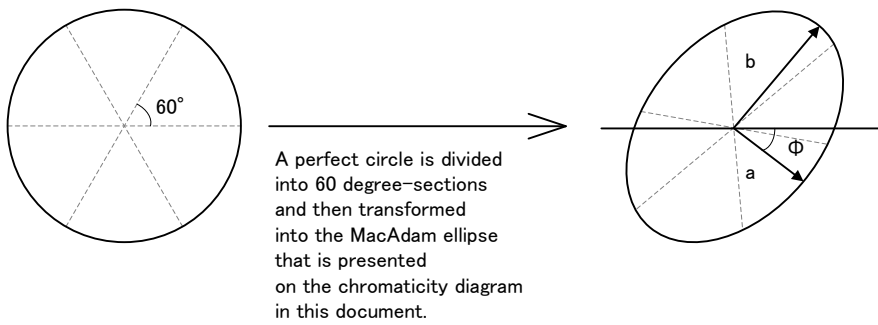 60°
A perfect circle is divided
into 60 degree-sections
and then transformed
into the MacAdam ellipse
that is presented
on the chromaticity diagram
in this document.
b
Φ
a